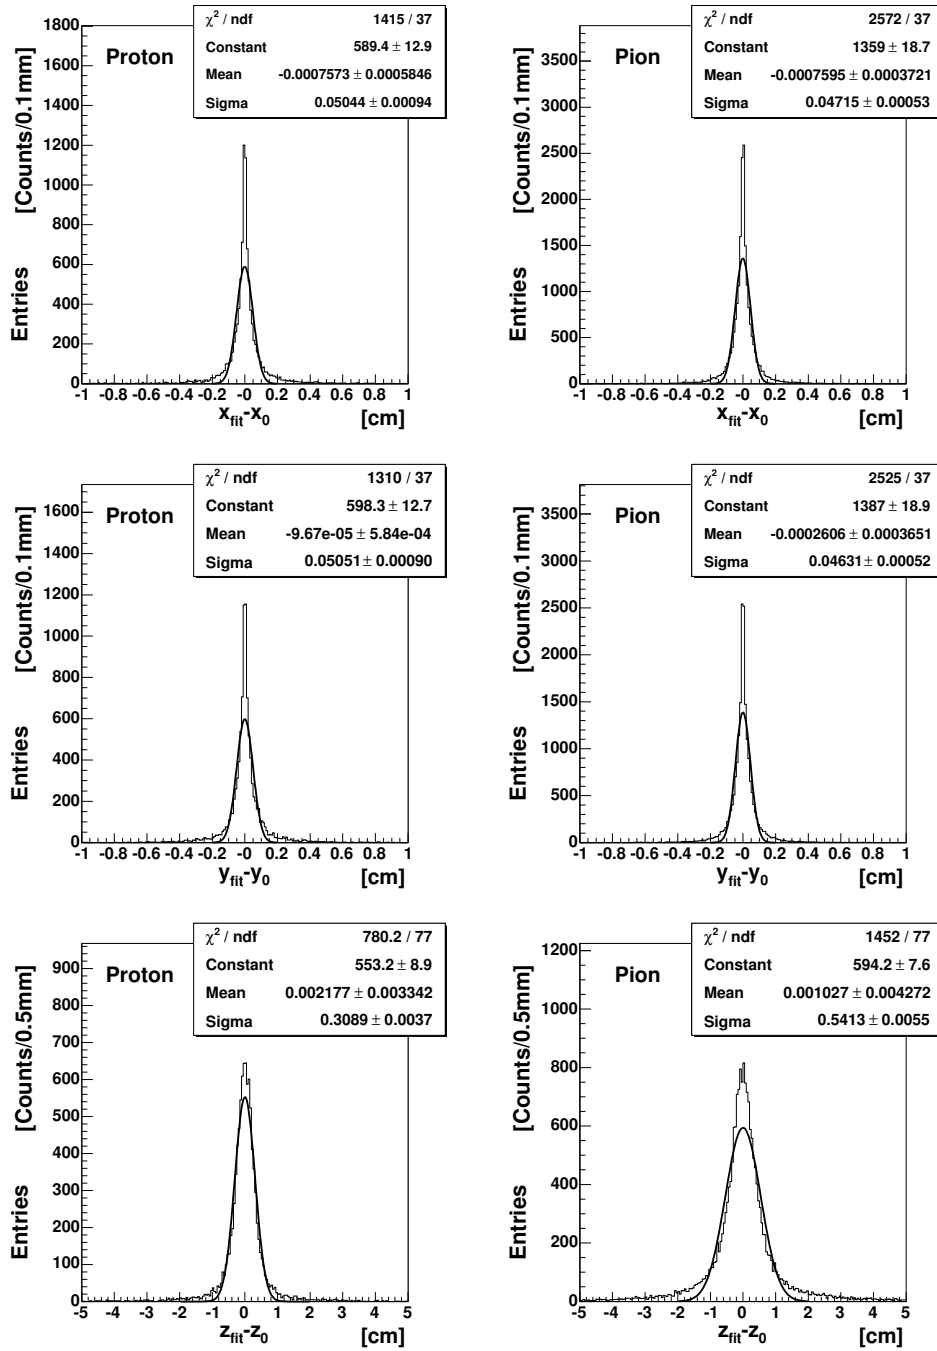 Proton
χ² / ndf 1415 / 37
Constant 589.4 ± 12.9
Mean -0.0007573 ± 0.0005846
Sigma 0.05044 ± 0.00094
Entries [Counts/0.1mm]
1800
1600
1400
1200
1000
800
600
400
200
0
-1 -0.8 -0.6 -0.4 -0.2 -0 0.2 0.4 0.6 0.8 1
xfit-x0 [cm]
Pion
χ² / ndf 2572 / 37
Constant 1359 ± 18.7
Mean -0.0007595 ± 0.0003721
Sigma 0.04715 ± 0.00053
Entries [Counts/0.1mm]
3500
3000
2500
2000
1500
1000
500
0
-1 -0.8 -0.6 -0.4 -0.2 -0 0.2 0.4 0.6 0.8 1
xfit-x0 [cm]
Proton
χ² / ndf 1310 / 37
Constant 598.3 ± 12.7
Mean -9.67e-05 ± 5.84e-04
Sigma 0.05051 ± 0.00090
Entries [Counts/0.1mm]
1600
1400
1200
1000
800
600
400
200
0
-1 -0.8 -0.6 -0.4 -0.2 -0 0.2 0.4 0.6 0.8 1
yfit-y0 [cm]
Pion
χ² / ndf 2525 / 37
Constant 1387 ± 18.9
Mean -0.0002606 ± 0.0003651
Sigma 0.04631 ± 0.00052
Entries [Counts/0.1mm]
3500
3000
2500
2000
1500
1000
500
0
-1 -0.8 -0.6 -0.4 -0.2 -0 0.2 0.4 0.6 0.8 1
yfit-y0 [cm]
Proton
χ² / ndf 780.2 / 77
Constant 553.2 ± 8.9
Mean 0.002177 ± 0.003342
Sigma 0.3089 ± 0.0037
Entries [Counts/0.5mm]
900
800
700
600
500
400
300
200
100
0
-5 -4 -3 -2 -1 0 1 2 3 4 5
zfit-z0 [cm]
Pion
χ² / ndf 1452 / 77
Constant 594.2 ± 7.6
Mean 0.001027 ± 0.004272
Sigma 0.5413 ± 0.0055
Entries [Counts/0.5mm]
1200
1000
800
600
400
200
0
-5 -4 -3 -2 -1 0 1 2 3 4 5
zfit-z0 [cm]